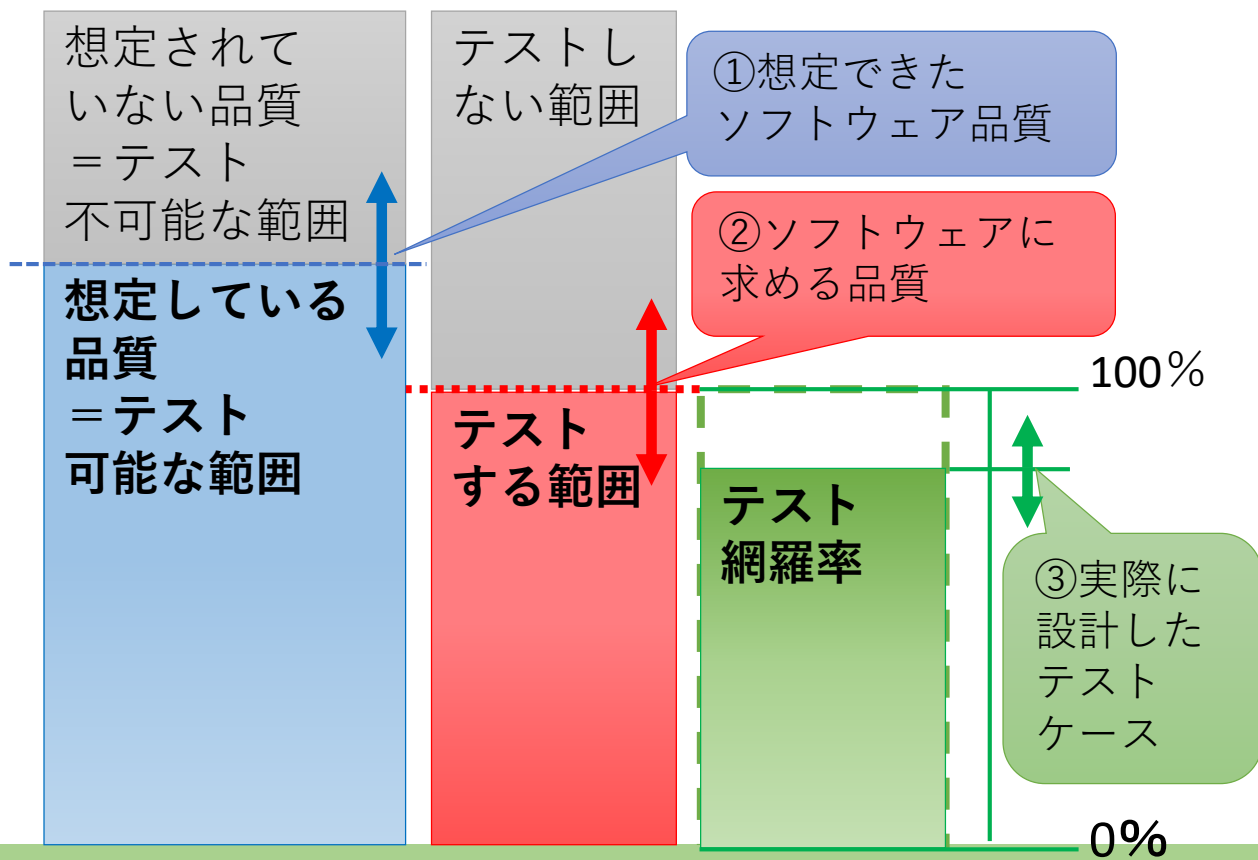 想定されて
いない品質
＝テスト
不可能な範囲
想定している
品質
＝テスト
可能な範囲
テストし
ない範囲
テスト
する範囲
①想定できた
ソフトウェア品質
②ソフトウェアに
求める品質
100％
テスト
網羅率
③実際に
設計した
テスト
ケース
0%